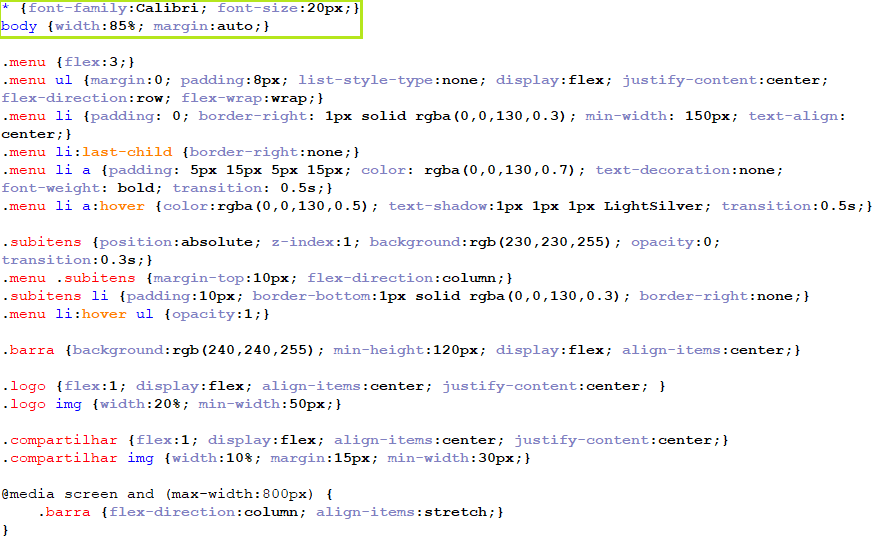 * {font-family:Calibri; font-size:20px;}
body {width:85%; margin:auto;}
.menu {flex:3;}
.menu ul {margin:0; padding:8px; list-style-type:none; display:flex; justify-content:center;
flex-direction:row; flex-wrap:wrap;}
.menu li {padding: 0; border-right: 1px solid rgba(0,0,130,0.3); min-width: 150px; text-align:
center;}
.menu li:last-child {border-right:none;}
.menu li a {padding: 5px 15px 5px 15px; color: rgba(0,0,130,0.7); text-decoration:none;
font-weight: bold; transition: 0.5s;}
.menu li a:hover {color:rgba(0,0,130,0.5); text-shadow:1px 1px 1px LightSilver; transition:0.5s;}
.subitens {position:absolute; z-index:1; background:rgb(230,230,255); opacity:0;
transition:0.3s;}
.menu .subitens {margin-top:10px; flex-direction:column;}
.subitens li {padding:10px; border-bottom:1px solid rgba(0,0,130,0.3); border-right:none;}
.menu li:hover ul {opacity:1;}
.barra {background:rgb(240,240,255); min-height:120px; display:flex; align-items:center;}
.logo {flex:1; display:flex; align-items:center; justify-content:center; }
.logo img {width:20%; min-width:50px;}
.compartilhar {flex:1; display:flex; align-items:center; justify-content:center;}
.compartilhar img {width:10%; margin:15px; min-width:30px;}
@media screen and (max-width:800px) {
    .barra {flex-direction:column; align-items:stretch;}
}